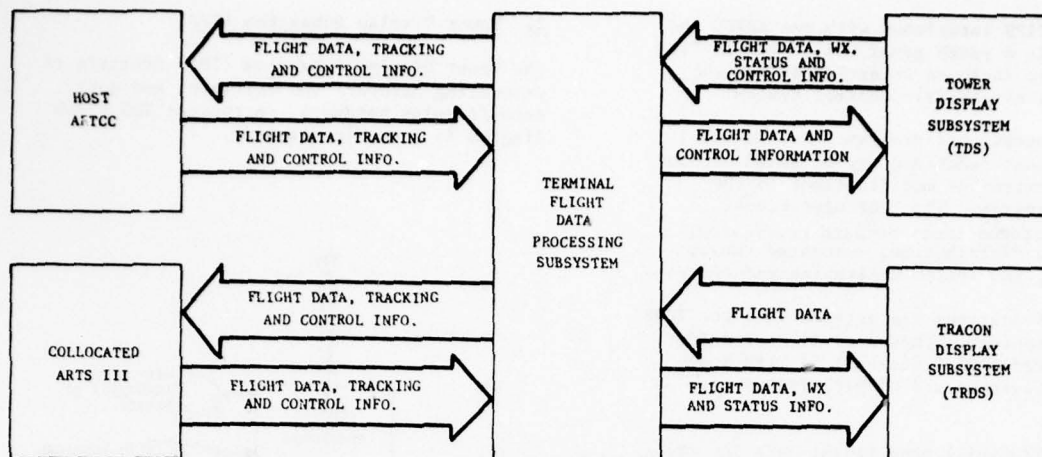 HOST
ARTCC
FLIGHT DATA, TRACKING
AND CONTROL INFO.
FLIGHT DATA, TRACKING
AND CONTROL INFO.
COLLOCATED
ARTS III
FLIGHT DATA, TRACKING
AND CONTROL INFO.
FLIGHT DATA, TRACKING
AND CONTROL INFO.
TERMINAL
FLIGHT
DATA
PROCESSING
SUBSYSTEM
FLIGHT DATA, WX,
STATUS AND
CONTROL INFO.
FLIGHT DATA AND
CONTROL INFORMATION
TOWER
DISPLAY
SUBSYSTEM
(TDS)
FLIGHT DATA
FLIGHT DATA, WX
AND STATUS INFO.
TRACON
DISPLAY
SUBSYSTEM
(TRDS)